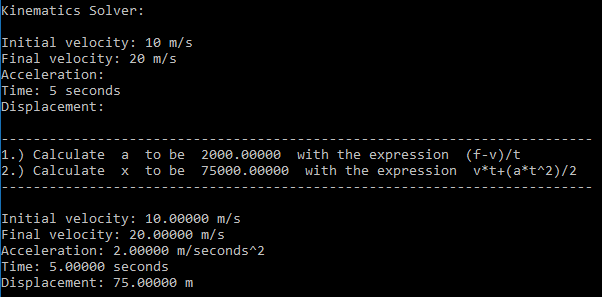 Kinematics Solver:
Initial velocity: 10 m/s
Final velocity: 20 m/s
Acceleration:
Time: 5 seconds
Displacement:
--------------------------------------------------------------------------
1.) Calculate  a  to be  2000.00000  with the expression  (f-v)/t
2.) Calculate  x  to be  75000.00000  with the expression  v*t+(a*t^2)/2
--------------------------------------------------------------------------
Initial velocity: 10.00000 m/s
Final velocity: 20.00000 m/s
Acceleration: 2.00000 m/seconds^2
Time: 5.00000 seconds
Displacement: 75.00000 m